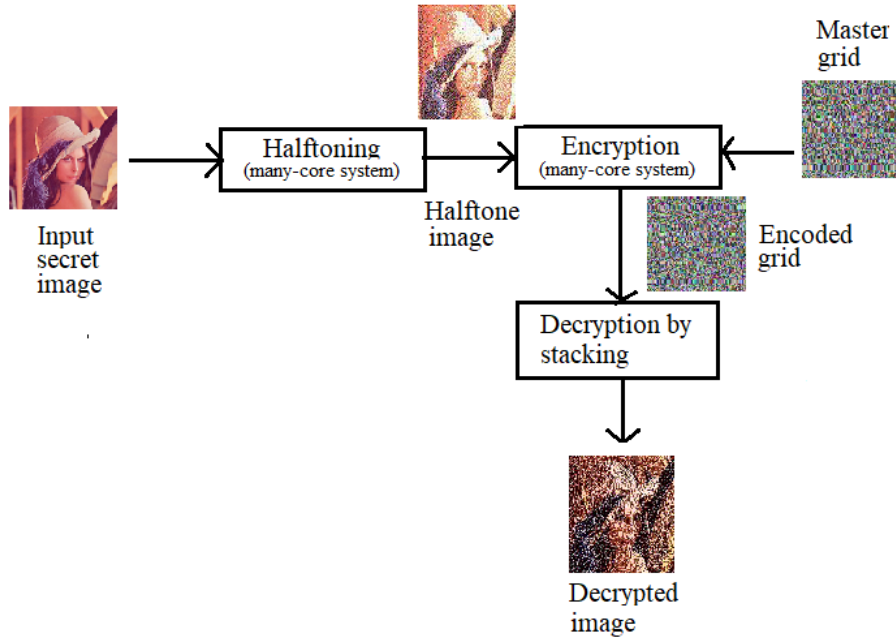 Master
grid
Halftoning
(many-core system)
Encryption
(many-core system)
Halftone
image
Input
secret
image
Encoded
grid
Decryption by
stacking
Decrypted
image